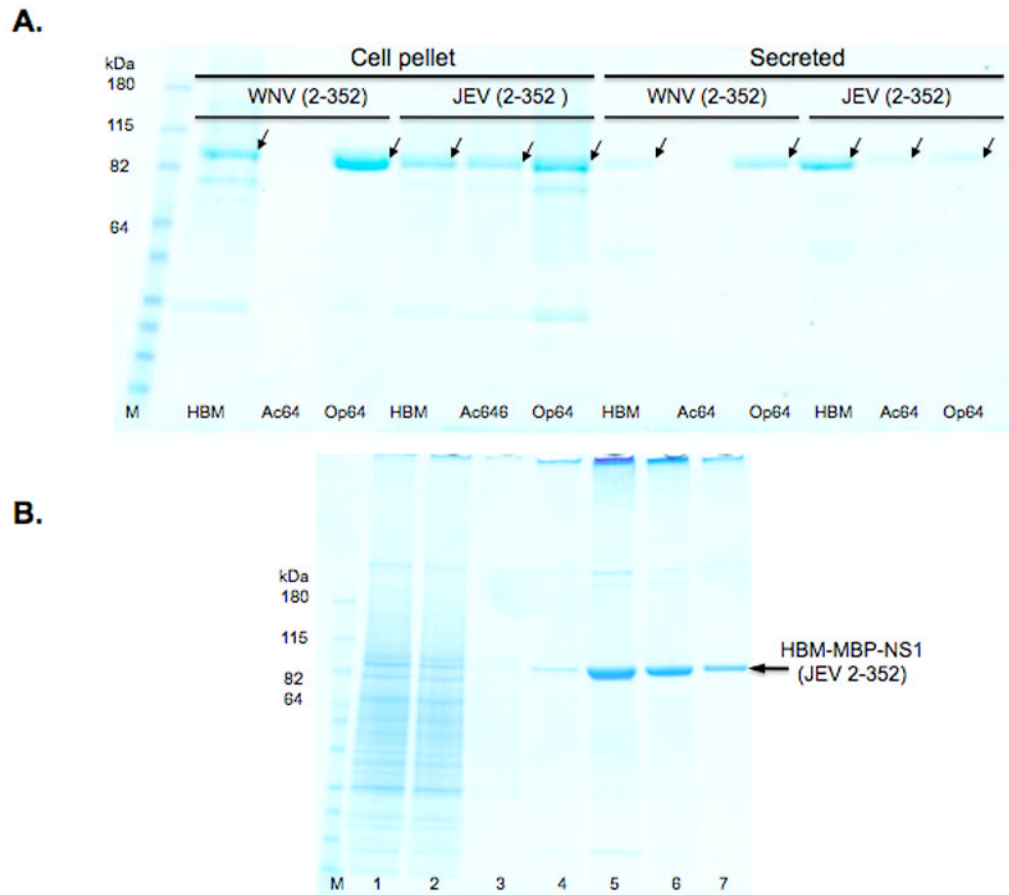 A.
kDa
Cell pellet Secreted
180
WNV (2-352) JEV (2-352 ) WNV (2-352) JEV (2-352)
115
82
64
M HBM Ac64 Op64 HBM Ac646 Op64 HBM Ac64 Op64 HBM Ac64 Op64
B.
kDa
180
115
HBM-MBP-NS1
(JEV 2-352)
82
64
M 1 2 3 4 5 6 7